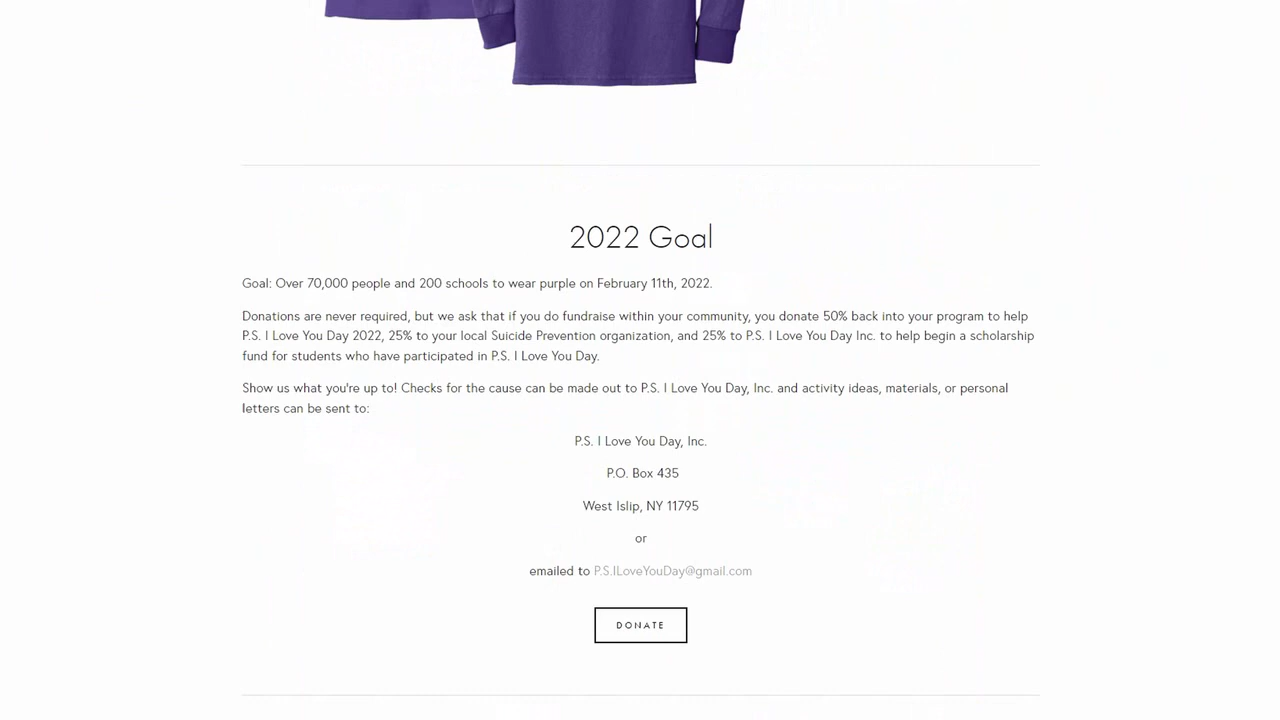 2022 Goal
Goal: Over 70,000 people and 200 schools to wear purple on February 11th, 2022.
Donations are never required, but we ask that if you do fundraise within your community, you donate 50% back into your program to help
P.S. I Love You Day 2022, 25% to your local Suicide Prevention organization, and 25% to P.S. I Love You Day Inc. to help begin a scholarship
fund for students who have participated in P.S. I Love You Day.
Show us what you're up to! Checks for the cause can be made out to P.S. I Love You Day, Inc. and activity ideas, materials, or personal
letters can be sent to:
P.S. I Love You Day, Inc.
P.O. Box 435
West Islip, NY 11795
or
emailed to P.S.ILoveYouDay@gmail.com
DONATE